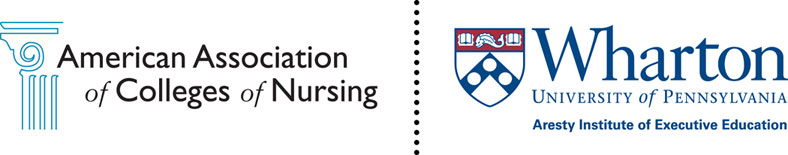 American Association
of Colleges of Nursing
Wharton
UNIVERSITY of PENNSYLVANIA
Aresty Institute of Executive Education